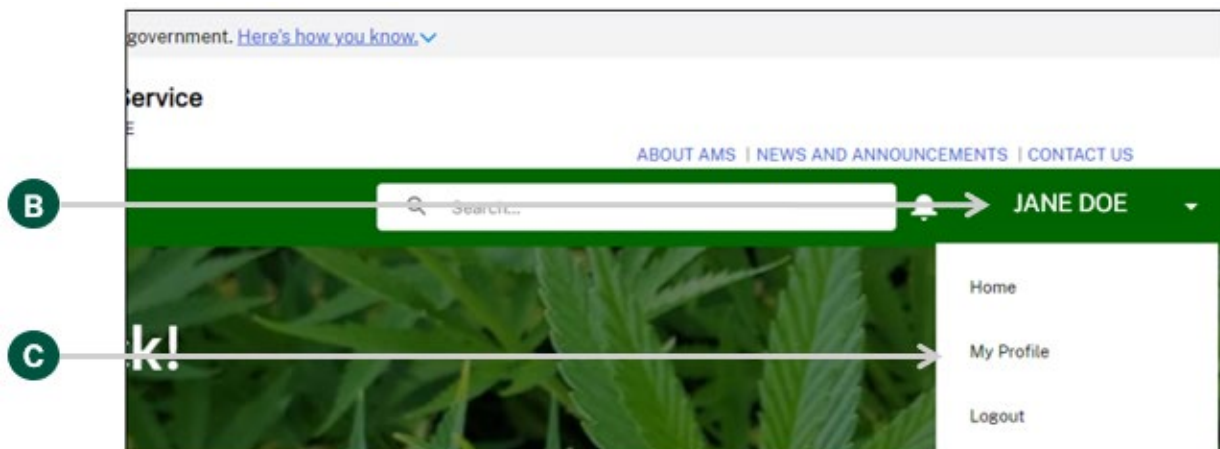 government. Here's how you know.
Service
E
ABOUT AMS | NEWS AND ANNOUNCEMENTS | CONTACT US
B
Search...
JANE DOE
Home
C
k!
My Profile
Logout